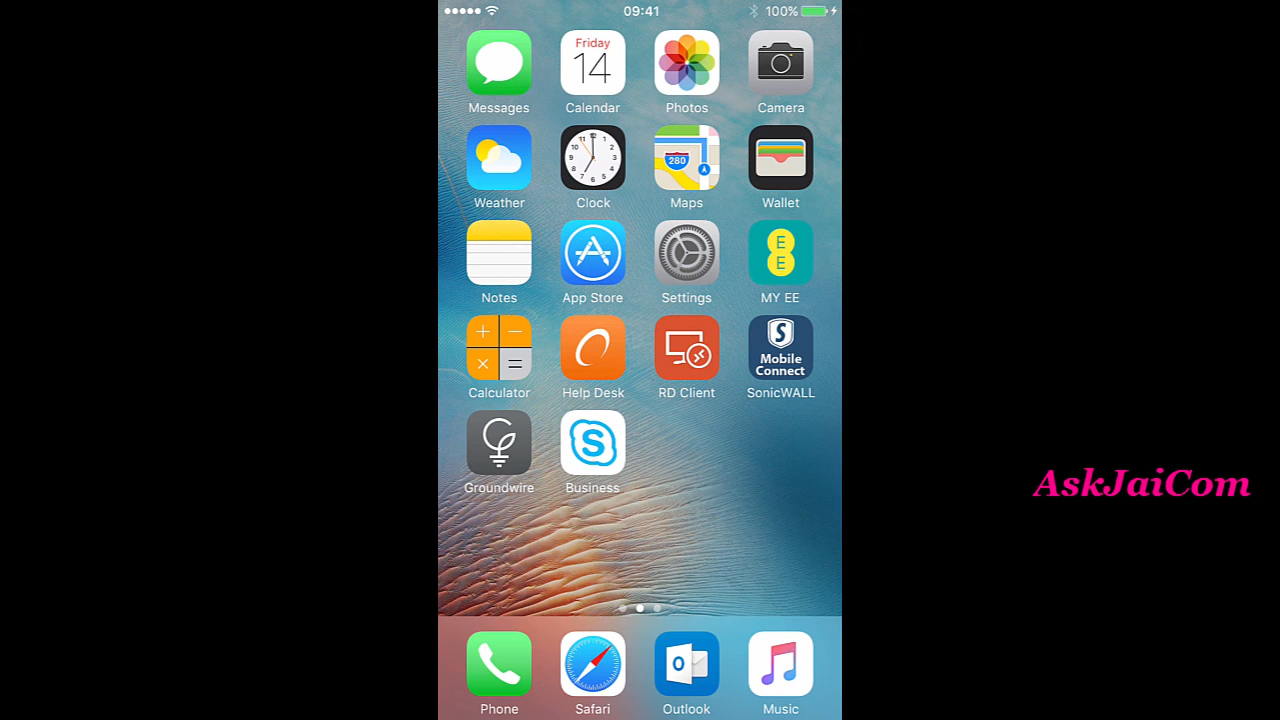 09:41 100%
Friday
14
Messages Calendar Photos Camera
280
Weather Clock Maps Wallet
E
E
Notes App Store Settings MY EE
S
Mobile
Connect
Calculator Help Desk RD Client SonicWALL
S
Groundwire Business
AskJaiCom
O
Phone Safari Outlook Music